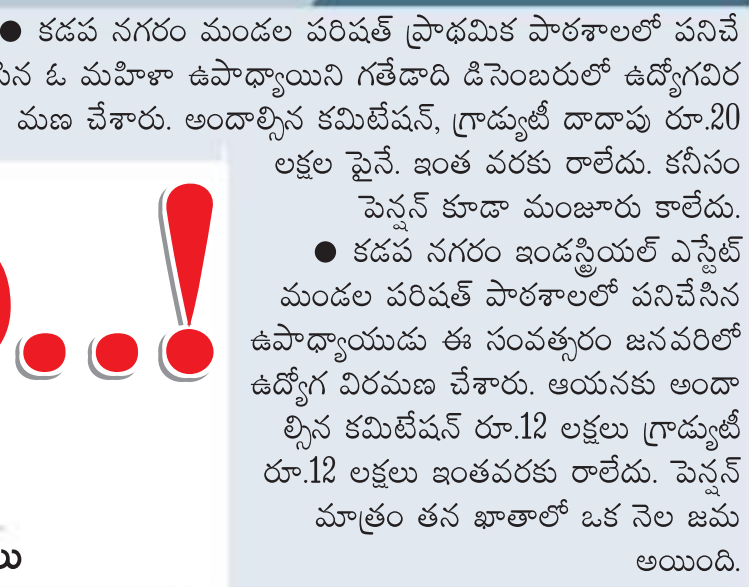 ● కడప నగరం మండల పరిషత్ ప్రాథమిక పాఠశాలలో పనిచే
సిన ఓ మహిళా ఉపాధ్యాయిని గతేడాది డిసెంబరులో ఉద్యోగవిర
మణ చేశారు. అందాల్సిన కమిటేషన్, గ్రాడ్యుటీ దాదాపు రూ.20
లక్షల పైనే. ఇంత వరకు రాలేదు. కనీసం
పెన్షన్ కూడా మంజూరు కాలేదు.
● కడప నగరం ఇండస్ట్రియల్ ఎస్టేట్
మండల పరిషత్ పాఠశాలలో పనిచేసిన
ఉపాధ్యాయుడు ఈ సంవత్సరం జనవరిలో
ఉద్యోగ విరమణ చేశారు. ఆయనకు అందా
ల్సిన కమిటేషన్ రూ.12 లక్షలు గ్రాడ్యుటీ
రూ.12 లక్షలు ఇంతవరకు రాలేదు. పెన్షన్
మాత్రం తన ఖాతాలో ఒక నెల జమ
అయింది.
...!
లు